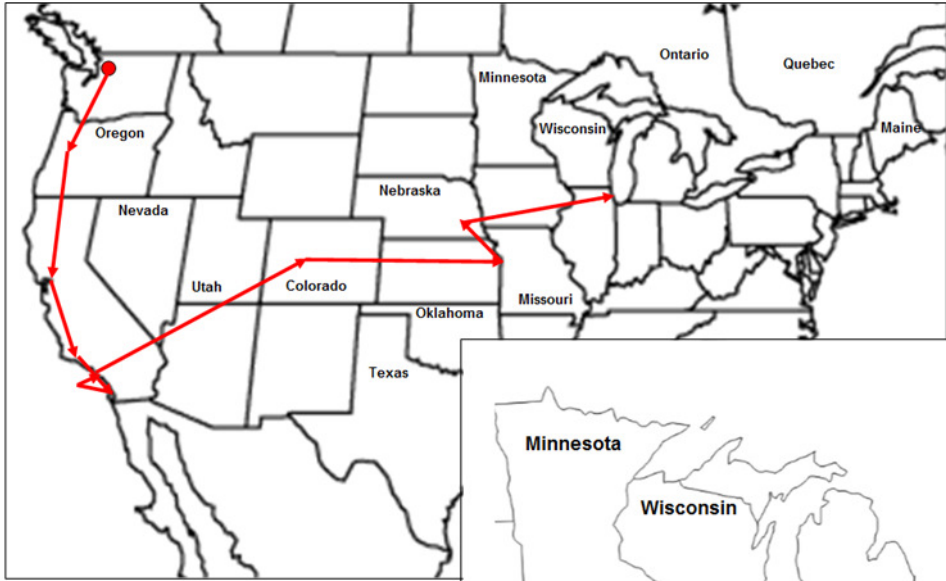 Ontario
Quebec
Minnesota
Wisconsin
Maine
Oregon
Nebraska
Nevada
Utah
Colorado
Missouri
Oklahoma
Texas
Minnesota
Wisconsin